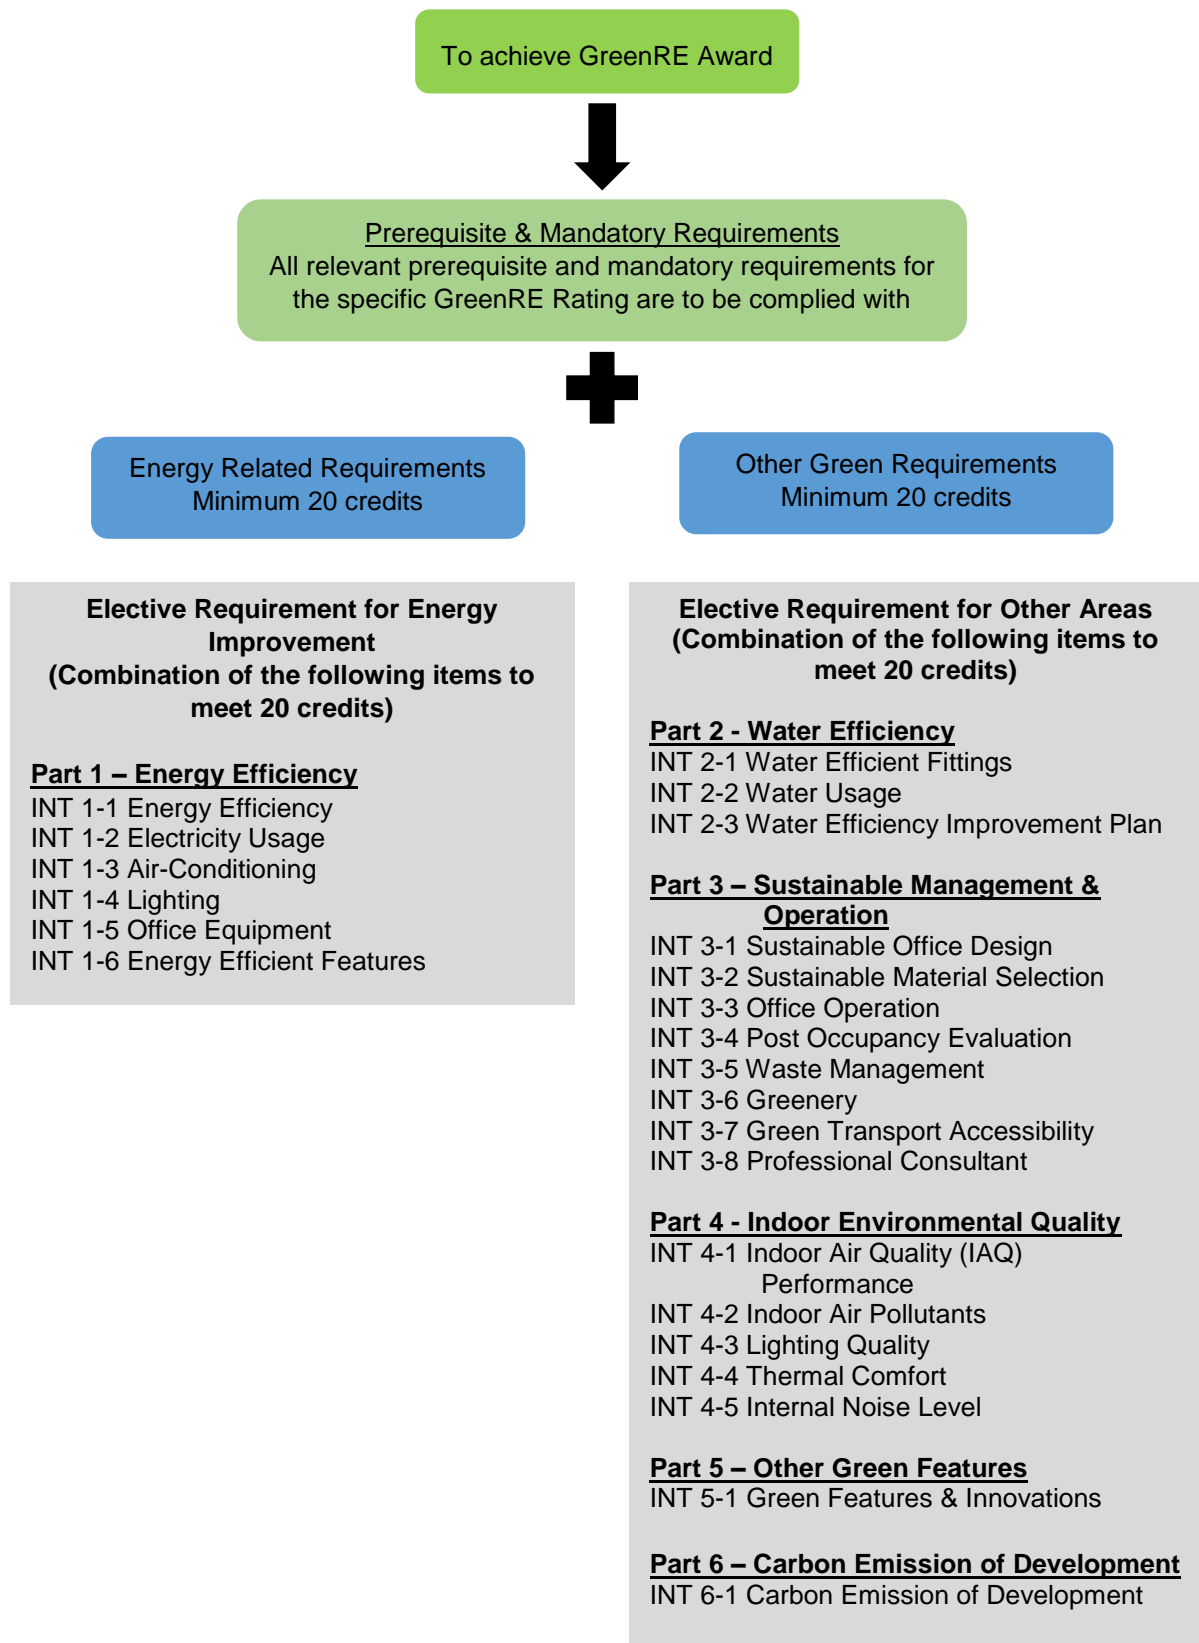 To achieve GreenRE Award
Prerequisite & Mandatory Requirements
All relevant prerequisite and mandatory requirements for
the specific GreenRE Rating are to be complied with
Energy Related Requirements
Minimum 20 credits
Other Green Requirements
Minimum 20 credits
Elective Requirement for Energy
Improvement
(Combination of the following items to
meet 20 credits)
Part 1 – Energy Efficiency
INT 1-1 Energy Efficiency
INT 1-2 Electricity Usage
INT 1-3 Air-Conditioning
INT 1-4 Lighting
INT 1-5 Office Equipment
INT 1-6 Energy Efficient Features
Elective Requirement for Other Areas
(Combination of the following items to
meet 20 credits)
Part 2 - Water Efficiency
INT 2-1 Water Efficient Fittings
INT 2-2 Water Usage
INT 2-3 Water Efficiency Improvement Plan
Part 3 – Sustainable Management &
Operation
INT 3-1 Sustainable Office Design
INT 3-2 Sustainable Material Selection
INT 3-3 Office Operation
INT 3-4 Post Occupancy Evaluation
INT 3-5 Waste Management
INT 3-6 Greenery
INT 3-7 Green Transport Accessibility
INT 3-8 Professional Consultant
Part 4 - Indoor Environmental Quality
INT 4-1 Indoor Air Quality (IAQ)
Performance
INT 4-2 Indoor Air Pollutants
INT 4-3 Lighting Quality
INT 4-4 Thermal Comfort
INT 4-5 Internal Noise Level
Part 5 – Other Green Features
INT 5-1 Green Features & Innovations
Part 6 – Carbon Emission of Development
INT 6-1 Carbon Emission of Development